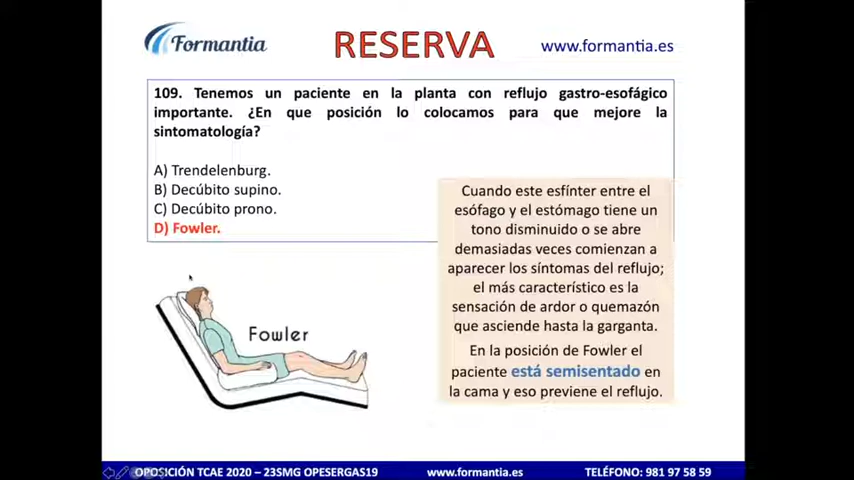 Formantia
RESERVA
www.formantia.es
109. Tenemos un paciente en la planta con reflujo gastro-esofágico
importante. ¿En que posición lo colocamos para que mejore la
sintomatología?
A) Trendelenburg.
B) Decúbito supino.
C) Decúbito prono.
D) Fowler.
Cuando este esfínter entre el
esófago y el estómago tiene un
tono disminuido o se abre
demasiadas veces comienzan a
aparecer los síntomas del reflujo;
el más característico es la
sensación de ardor o quemazón
que asciende hasta la garganta.
En la posición de Fowler el
paciente está semisentado en
la cama y eso previene el reflujo.
Fowler
OPOSICIÓN TCAE 2020 – 23SMG OPESERGAS19
www.formantia.es
TELÉFONO: 981 97 58 59